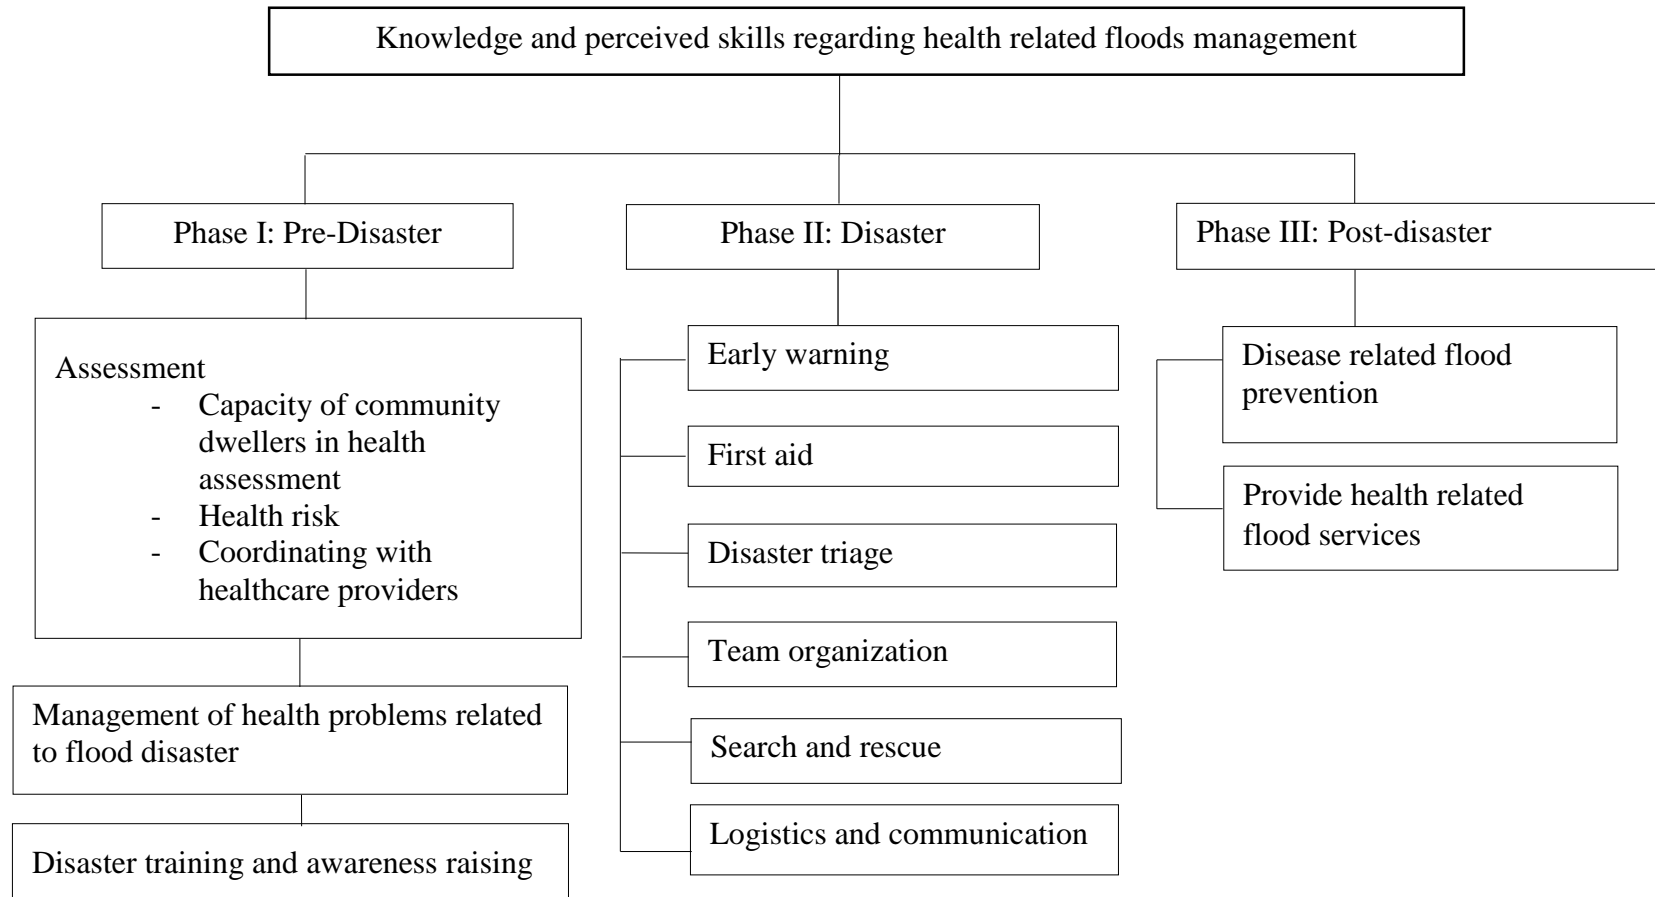 Knowledge and perceived skills regarding health related floods management
Phase I: Pre-Disaster
Phase II: Disaster
Phase III: Post-disaster
Assessment
- Capacity of community
dwellers in health
assessment
- Health risk
- Coordinating with
healthcare providers
Management of health problems related
to flood disaster
Disaster training and awareness raising
Early warning
First aid
Disaster triage
Team organization
Search and rescue
Logistics and communication
Disease related flood
prevention
Provide health related
flood services